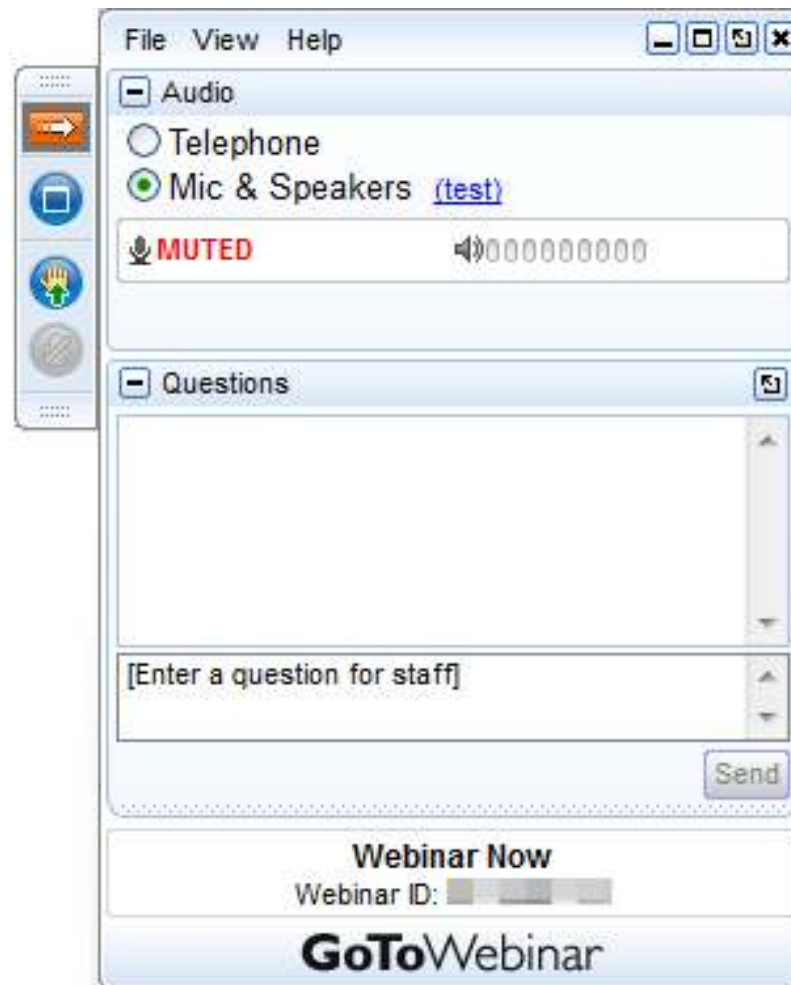 File View Help
Audio
Telephone
Mic & Speakers (test)
MUTED
Questions
[Enter a question for staff]
Send
Webinar Now
Webinar ID:
GoToWebinar